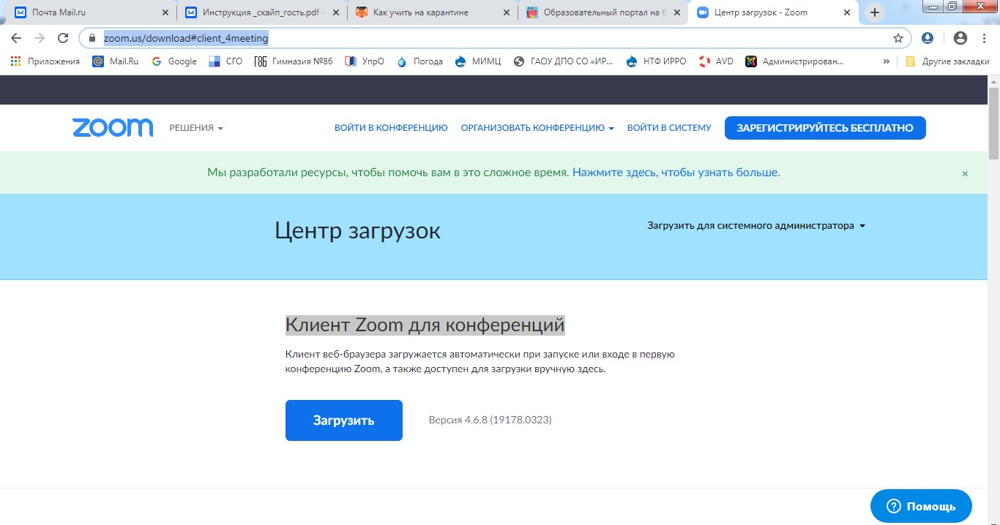 Почта Mail.ru
Инструкция _скайп_гость.pdf -
Как учить на карантине
Образовательный портал на б
Центр загрузок - Zoom
zoom.us/download#client_4meeting
Приложения
Mail.Ru
Google
СГО
Гимназия №86
УпрО
Погода
МИМЦ
ГАОУ ДПО СО «ИР...
НТФ ИРРО
AVD
Администрирован...
»
Другие закладки
zoom
РЕШЕНИЯ
ВОЙТИ В КОНФЕРЕНЦИЮ
ОРГАНИЗОВАТЬ КОНФЕРЕНЦИЮ
ВОЙТИ В СИСТЕМУ
ЗАРЕГИСТРИРУЙТЕСЬ БЕСПЛАТНО
Мы разработали ресурсы, чтобы помочь вам в это сложное время. Нажмите здесь, чтобы узнать больше.
Центр загрузок
Загрузить для системного администратора
Клиент Zoom для конференций
Клиент веб-браузера загружается автоматически при запуске или входе в первую
конференцию Zoom, а также доступен для загрузки вручную здесь.
Загрузить
Версия 4.6.8 (19178.0323)
Помощь